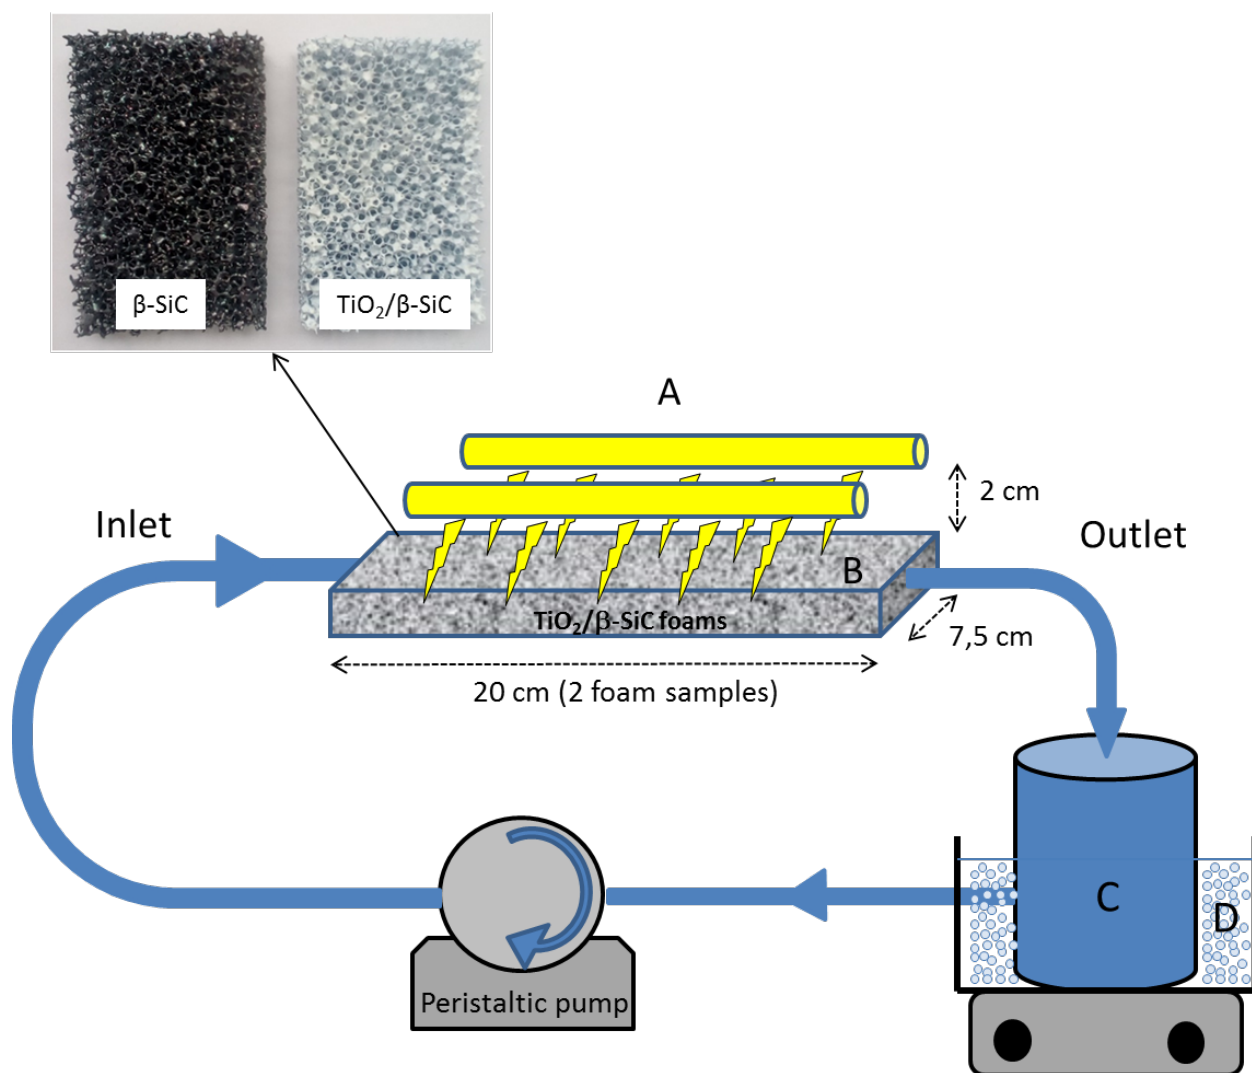 β-SiC
TiO₂/β-SiC
A
2 cm
Inlet
Outlet
B
TiO₂/β-SiC foams
7,5 cm
20 cm (2 foam samples)
C
D
Peristaltic pump